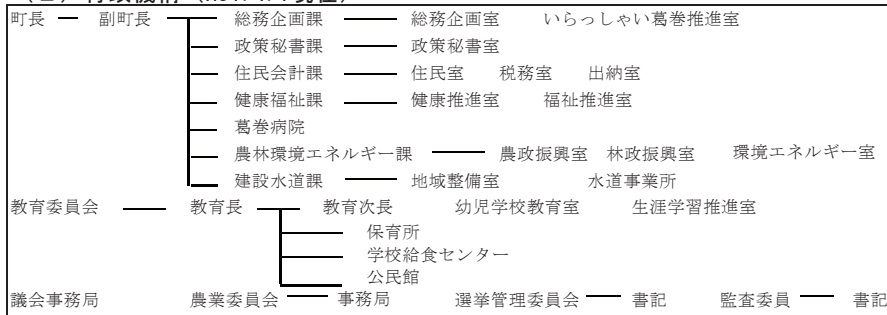 町長 副町長 総務企画課 総務企画室 いらっしゃい葛巻推進室
政策秘書課 政策秘書室
住民会計課 住民室 税務室 出納室
健康福祉課 健康推進室 福祉推進室
葛巻病院
農林環境エネルギー課 農政振興室 林政振興室 環境エネルギー室
建設水道課 地域整備室 水道事業所
教育委員会 教育長 教育次長 幼児学校教育室 生涯学習推進室
保育所
学校給食センター
公民館
議会事務局 農業委員会 事務局 選挙管理委員会 書記 監査委員 書記